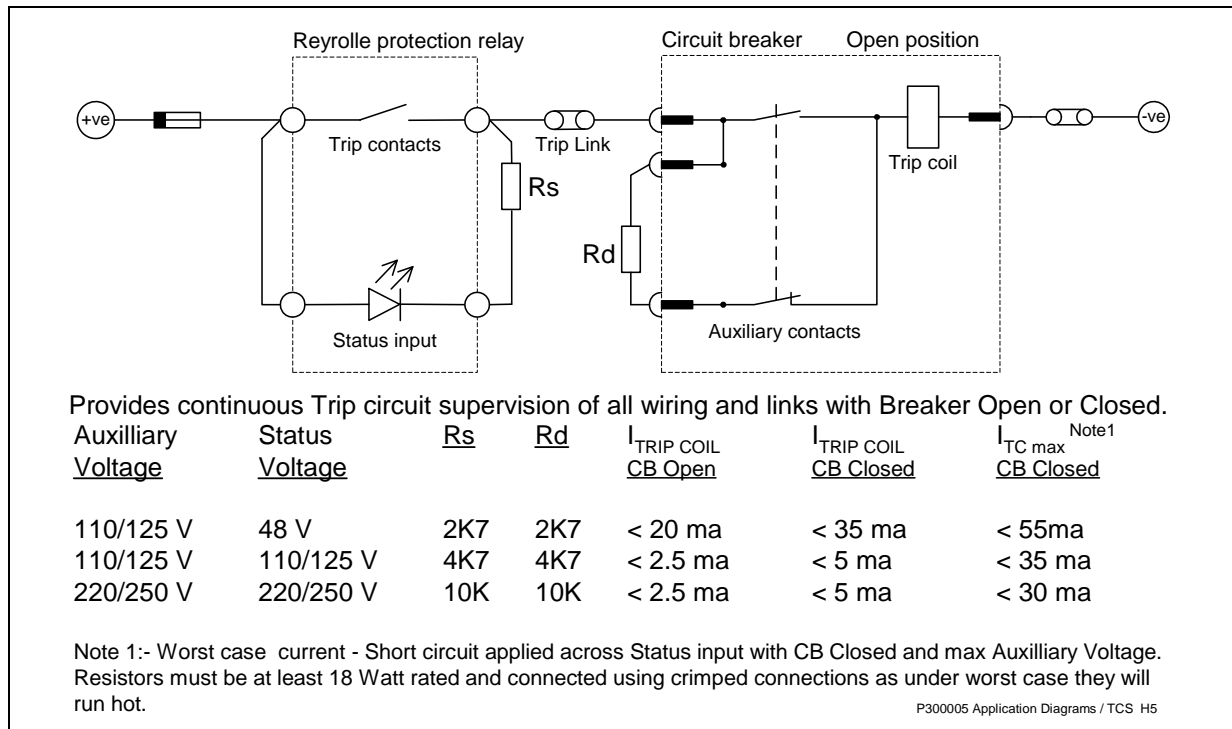 Reyrolle protection relay
Circuit breaker Open position
+ve
-ve
Trip contacts
Trip Link
Trip coil
Rs
Rd
Status input
Auxiliary contacts
Provides continuous Trip circuit supervision of all wiring and links with Breaker Open or Closed.
Auxilliary Status Rs Rd I TRIP COIL I TRIP COIL I TC max Note1
Voltage Voltage CB Open CB Closed CB Closed
110/125 V 48 V 2K7 2K7 < 20 ma < 35 ma < 55ma
110/125 V 110/125 V 4K7 4K7 < 2.5 ma < 5 ma < 35 ma
220/250 V 220/250 V 10K 10K < 2.5 ma < 5 ma < 30 ma
Note 1:- Worst case current - Short circuit applied across Status input with CB Closed and max Auxilliary Voltage.
Resistors must be at least 18 Watt rated and connected using crimped connections as under worst case they will
run hot.
P300005 Application Diagrams / TCS H5